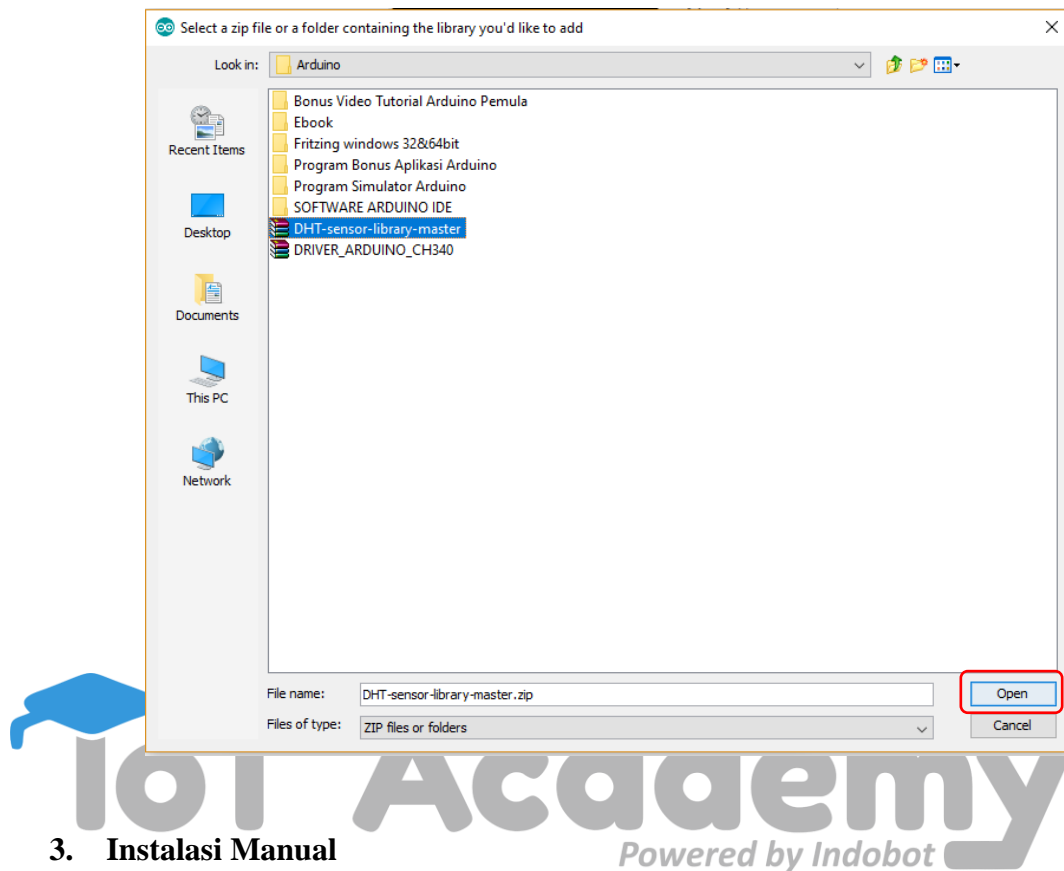 Select a zip file or a folder containing the library you'd like to add
Look in: Arduino
Recent Items
Desktop
Documents
This PC
Network
Bonus Video Tutorial Arduino Pemula
Ebook
Fritzing windows 32&64bit
Program Bonus Aplikasi Arduino
Program Simulator Arduino
SOFTWARE ARDUINO IDE
DHT-sensor-library-master
DRIVER_ARDUINO_CH340
File name: DHT-sensor-library-master.zip Open
Files of type: ZIP files or folders Cancel
IoT Academy
3. Instalasi Manual
Powered by Indobot